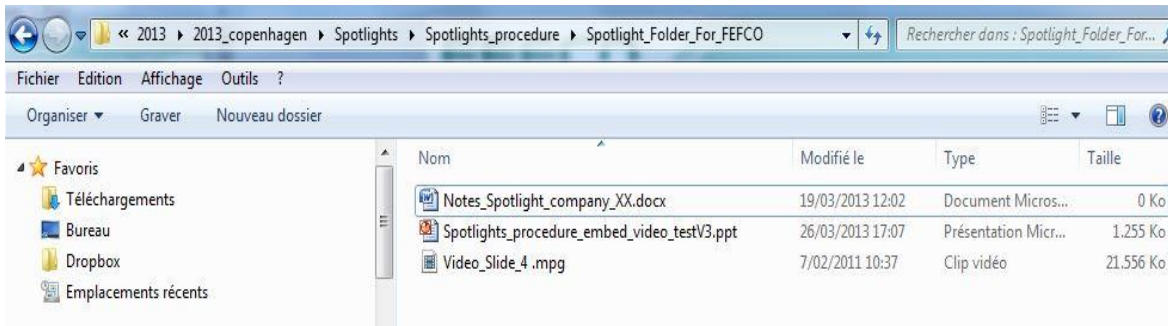 « 2013 ▸ 2013_copenhagen ▸ Spotlights ▸ Spotlights_procedure ▸ Spotlight_Folder_For_FEFCO Rechercher dans : Spotlight_Folder_For...
Fichier Edition Affichage Outils ?
Organiser ▾ Graver Nouveau dossier
Favoris Nom Modifié le Type Taille
Téléchargements Notes_Spotlight_company_XX.docx 19/03/2013 12:02 Document Micros... 0 Ko
Bureau Spotlights_procedure_embed_video_testV3.ppt 26/03/2013 17:07 Présentation Micr... 1.255 Ko
Dropbox Video_Slide_4 .mpg 7/02/2011 10:37 Clip vidéo 21.556 Ko
Emplacements récents